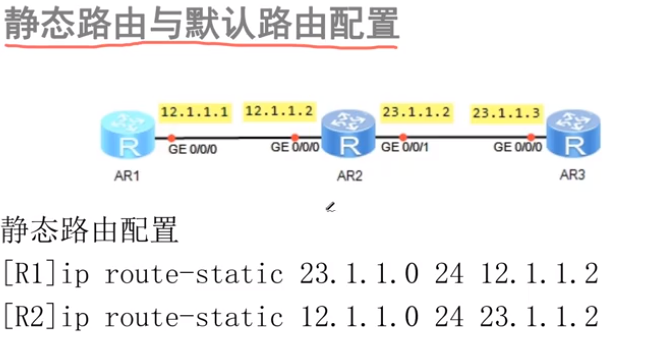 静态路由与默认路由配置
12.1.1.1 12.1.1.2 23.1.1.2 23.1.1.3
R R R
GE 0/0/0 GE 0/0/0 GE 0/0/1 GE 0/0/0
AR1 AR2 AR3
静态路由配置
[R1]ip route-static 23.1.1.0 24 12.1.1.2
[R2]ip route-static 12.1.1.0 24 23.1.1.2